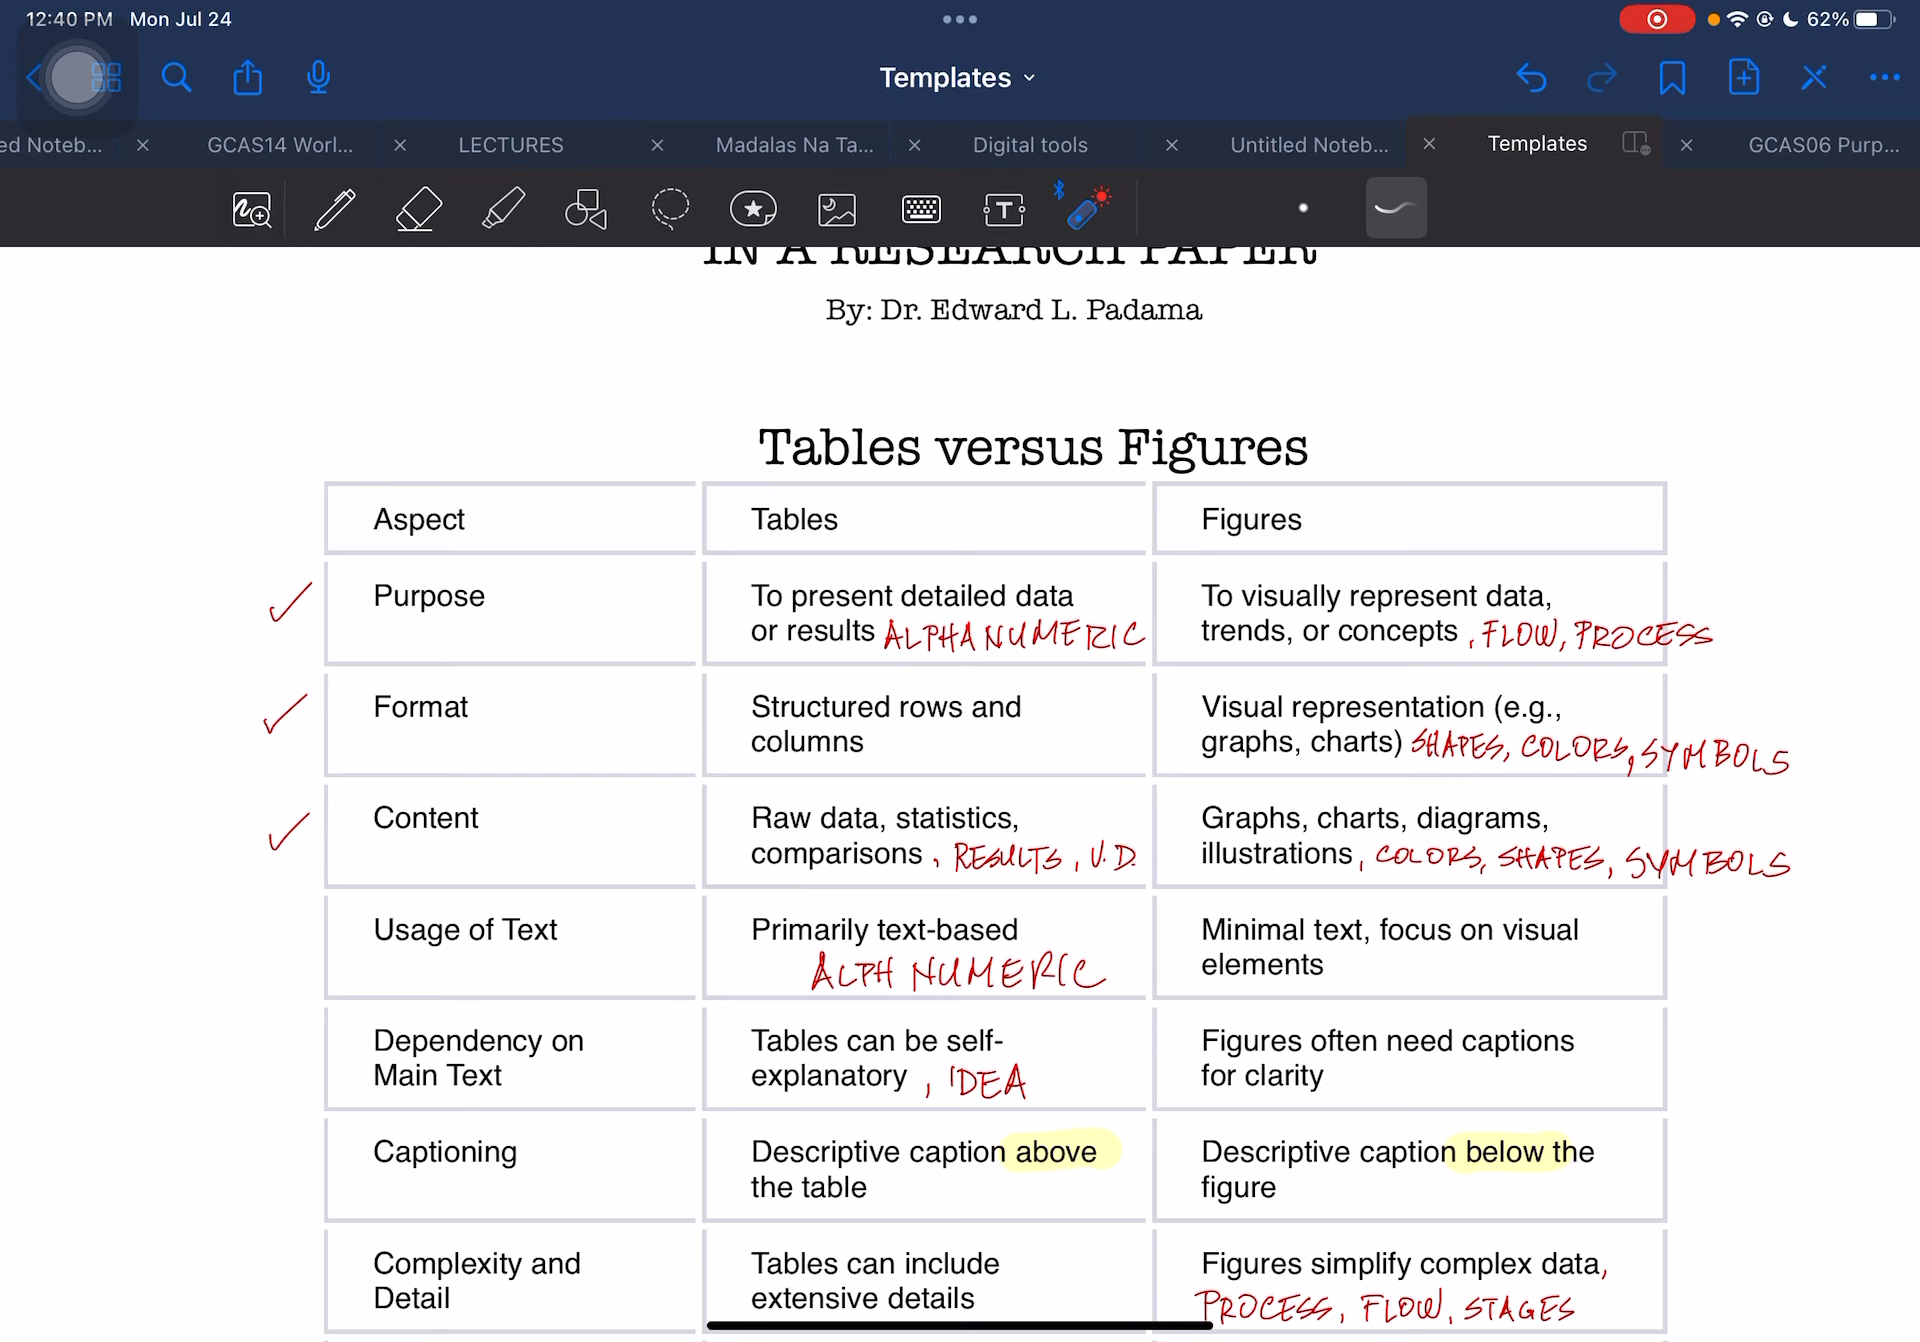 12:40 PM Mon Jul 24
62%
Templates
ed Noteb...
GCAS14 Worl...
LECTURES
Madalas Na Ta...
Digital tools
Untitled Noteb...
Templates
GCAS06 Purp...
IN A RESEARCH PAPER
By: Dr. Edward L. Padama
Tables versus Figures
Aspect
Tables
Figures
Purpose
To present detailed data
or results ALPHANUMERIC
To visually represent data,
trends, or concepts , FLOW, PROCESS
Format
Structured rows and
columns
Visual representation (e.g.,
graphs, charts) SHAPES, COLORS, SYMBOLS
Content
Raw data, statistics,
comparisons , RESULTS , V.D.
Graphs, charts, diagrams,
illustrations , COLORS, SHAPES, SYMBOLS
Usage of Text
Primarily text-based
ALPH NUMERIC
Minimal text, focus on visual
elements
Dependency on
Main Text
Tables can be self-
explanatory , IDEA
Figures often need captions
for clarity
Captioning
Descriptive caption above
the table
Descriptive caption below the
figure
Complexity and
Detail
Tables can include
extensive details
Figures simplify complex data,
PROCESS, FLOW, STAGES